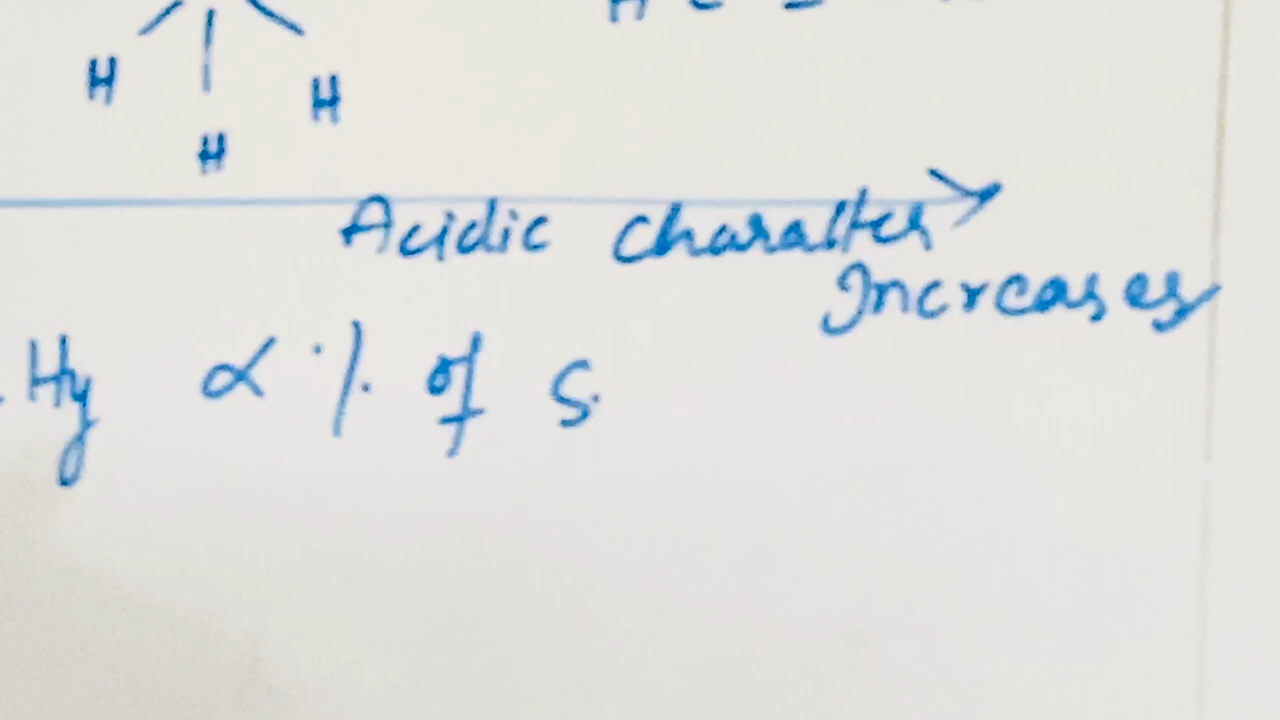 H H
H
Acidic character
Increases
Hy α % of S.